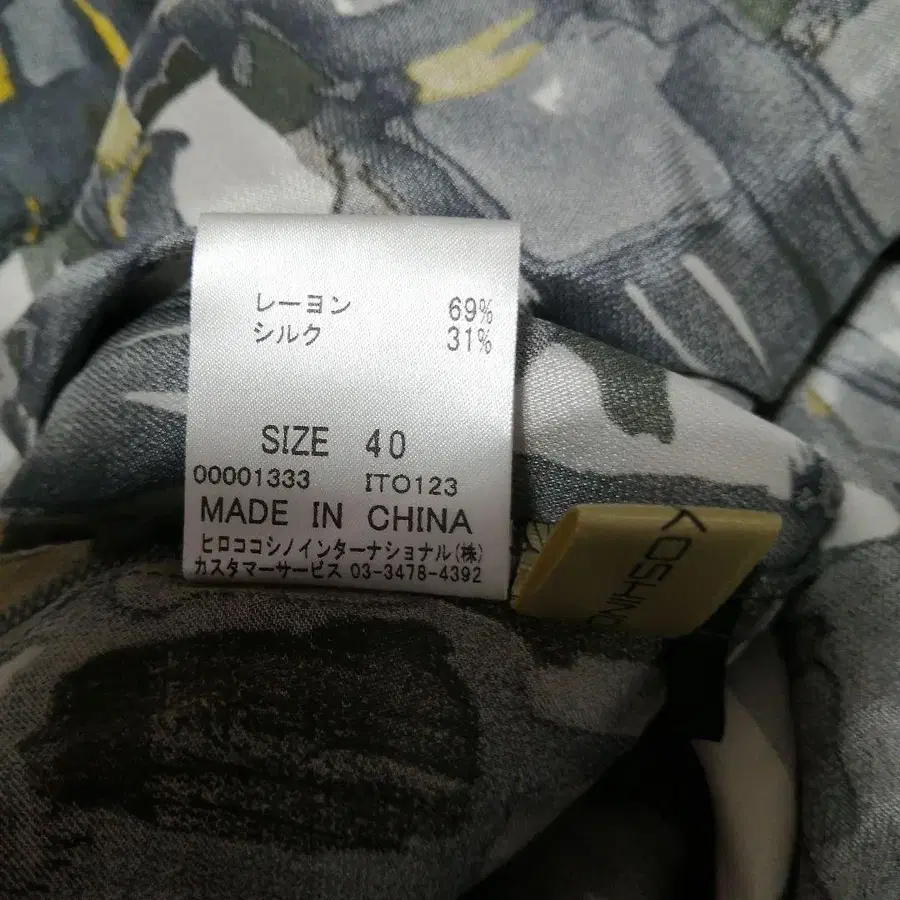 レーヨン 69%
シルク 31%
SIZE 40
00001333 ITO123
MADE IN CHINA
ヒロココシノインターナショナル(株)
カスタマーサービス 03-3478-4392